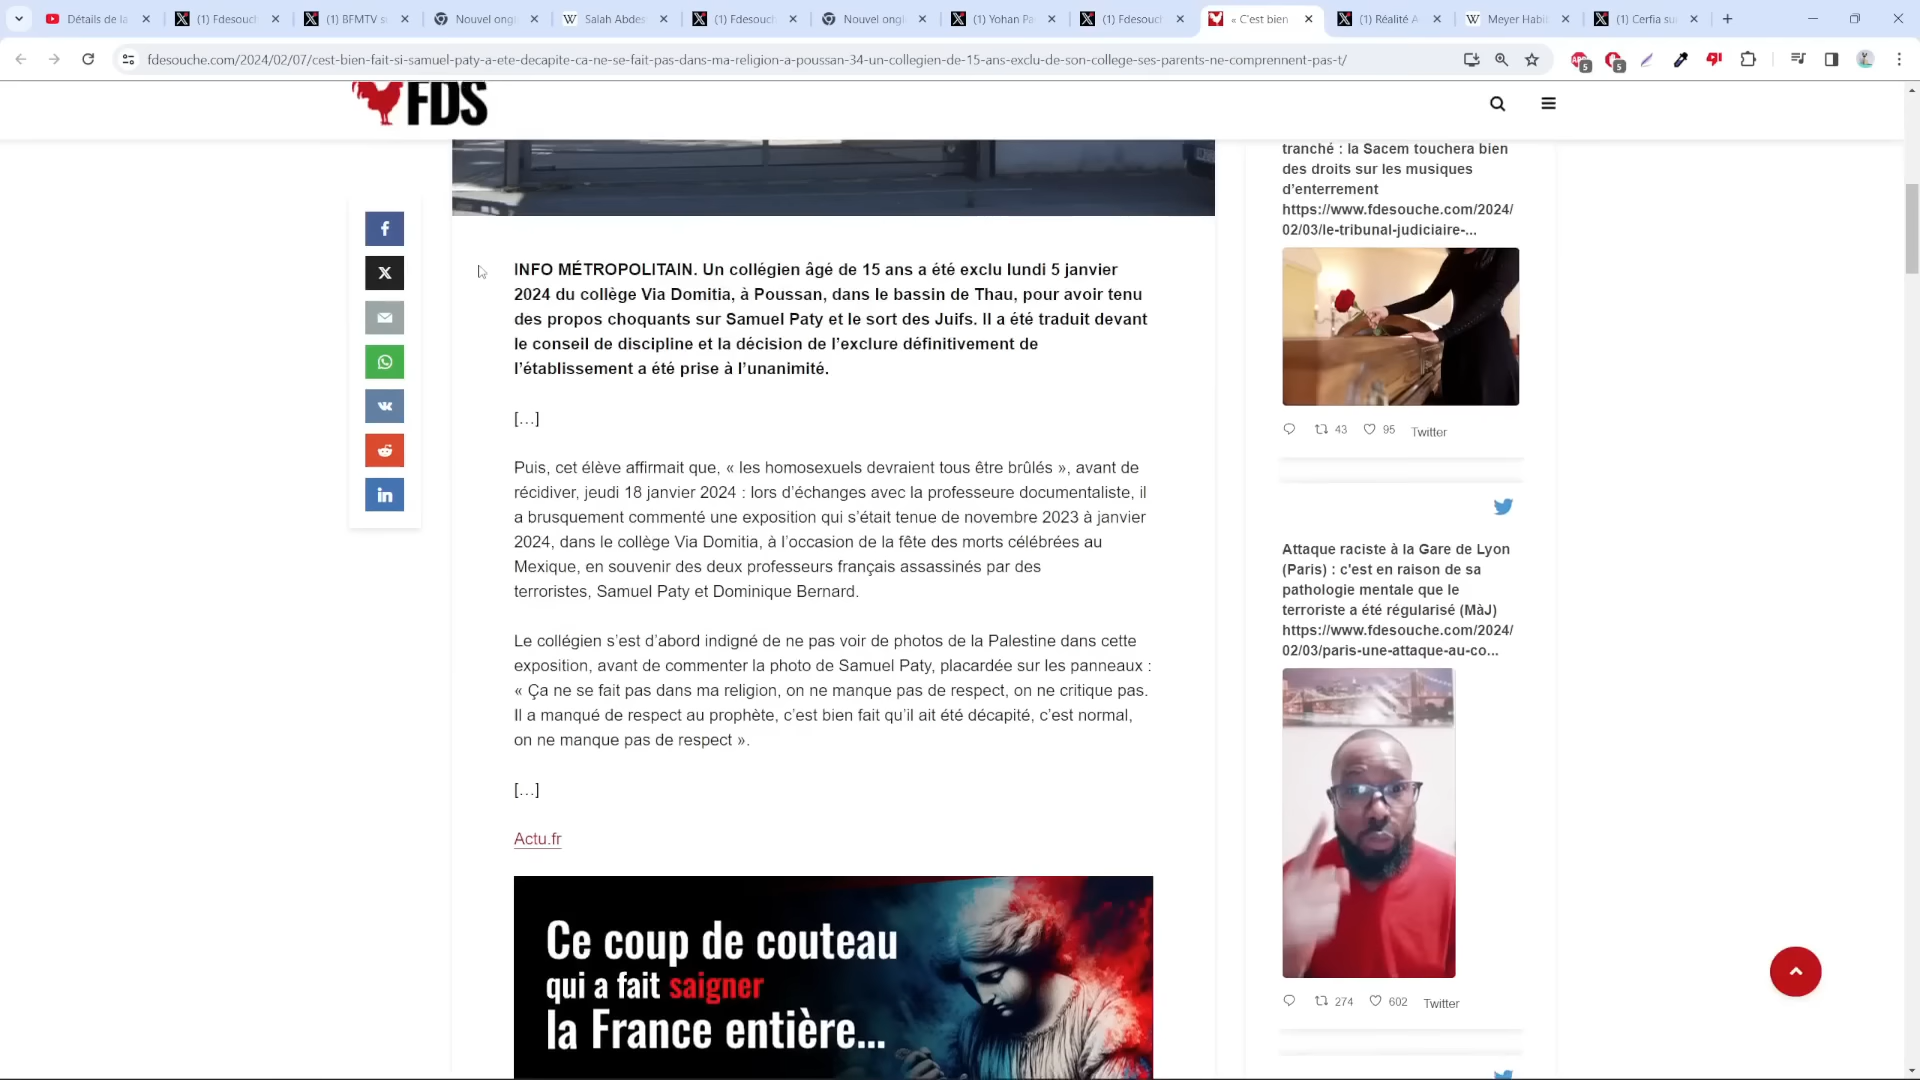 Détails de la
(1) Fdesouch
(1) BFMTV su
Nouvel ongl
Salah Abdes
(1) Fdesouch
Nouvel ongl
(1) Yohan Pa
(1) Fdesouch
« C'est bien
(1) Réalité A
Meyer Habi
(1) Cerfia su
fdesouche.com/2024/02/07/cest-bien-fait-si-samuel-paty-a-ete-decapite-ca-ne-se-fait-pas-dans-ma-religion-a-poussan-34-un-collegien-de-15-ans-exclu-de-son-college-ses-parents-ne-comprennent-pas-t/
5
5
FDS
INFO MÉTROPOLITAIN. Un collégien âgé de 15 ans a été exclu lundi 5 janvier
2024 du collège Via Domitia, à Poussan, dans le bassin de Thau, pour avoir tenu
des propos choquants sur Samuel Paty et le sort des Juifs. Il a été traduit devant
le conseil de discipline et la décision de l'exclure définitivement de
l'établissement a été prise à l'unanimité.
[…]
Puis, cet élève affirmait que, « les homosexuels devraient tous être brûlés », avant de
récidiver, jeudi 18 janvier 2024 : lors d'échanges avec la professeure documentaliste, il
a brusquement commenté une exposition qui s'était tenue de novembre 2023 à janvier
2024, dans le collège Via Domitia, à l'occasion de la fête des morts célébrées au
Mexique, en souvenir des deux professeurs français assassinés par des
terroristes, Samuel Paty et Dominique Bernard.
Le collégien s'est d'abord indigné de ne pas voir de photos de la Palestine dans cette
exposition, avant de commenter la photo de Samuel Paty, placardée sur les panneaux :
« Ça ne se fait pas dans ma religion, on ne manque pas de respect, on ne critique pas.
Il a manqué de respect au prophète, c'est bien fait qu'il ait été décapité, c'est normal,
on ne manque pas de respect ».
[…]
Actu.fr
Ce coup de couteau
qui a fait saigner
la France entière...
tranché : la Sacem touchera bien
des droits sur les musiques
d'enterrement
https://www.fdesouche.com/2024/
02/03/le-tribunal-judiciaire-...
43 95 Twitter
Attaque raciste à la Gare de Lyon
(Paris) : c'est en raison de sa
pathologie mentale que le
terroriste a été régularisé (MàJ)
https://www.fdesouche.com/2024/
02/03/paris-une-attaque-au-co...
274 602 Twitter